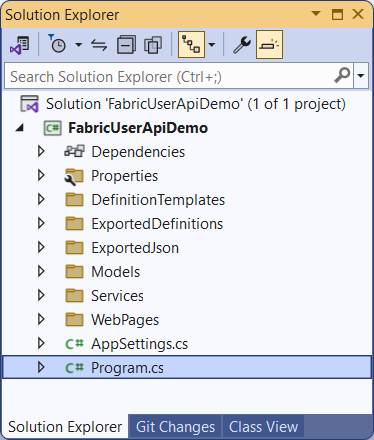 Solution Explorer
Search Solution Explorer (Ctrl+;)
Solution 'FabricUserApiDemo' (1 of 1 project)
C# FabricUserApiDemo
Dependencies
Properties
DefinitionTemplates
ExportedDefinitions
ExportedJson
Models
Services
WebPages
C# AppSettings.cs
C# Program.cs
Solution Explorer Git Changes Class View